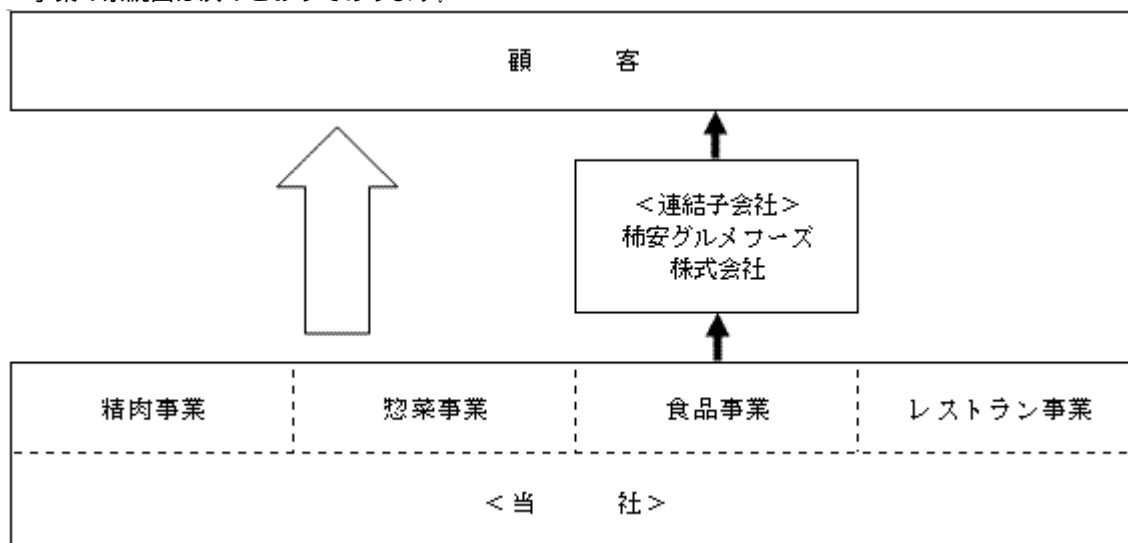 顧　　客
＜連結子会社＞
柿安グルメフーズ
株式会社
精肉事業　惣菜事業　食品事業　レストラン事業
＜当　　社＞